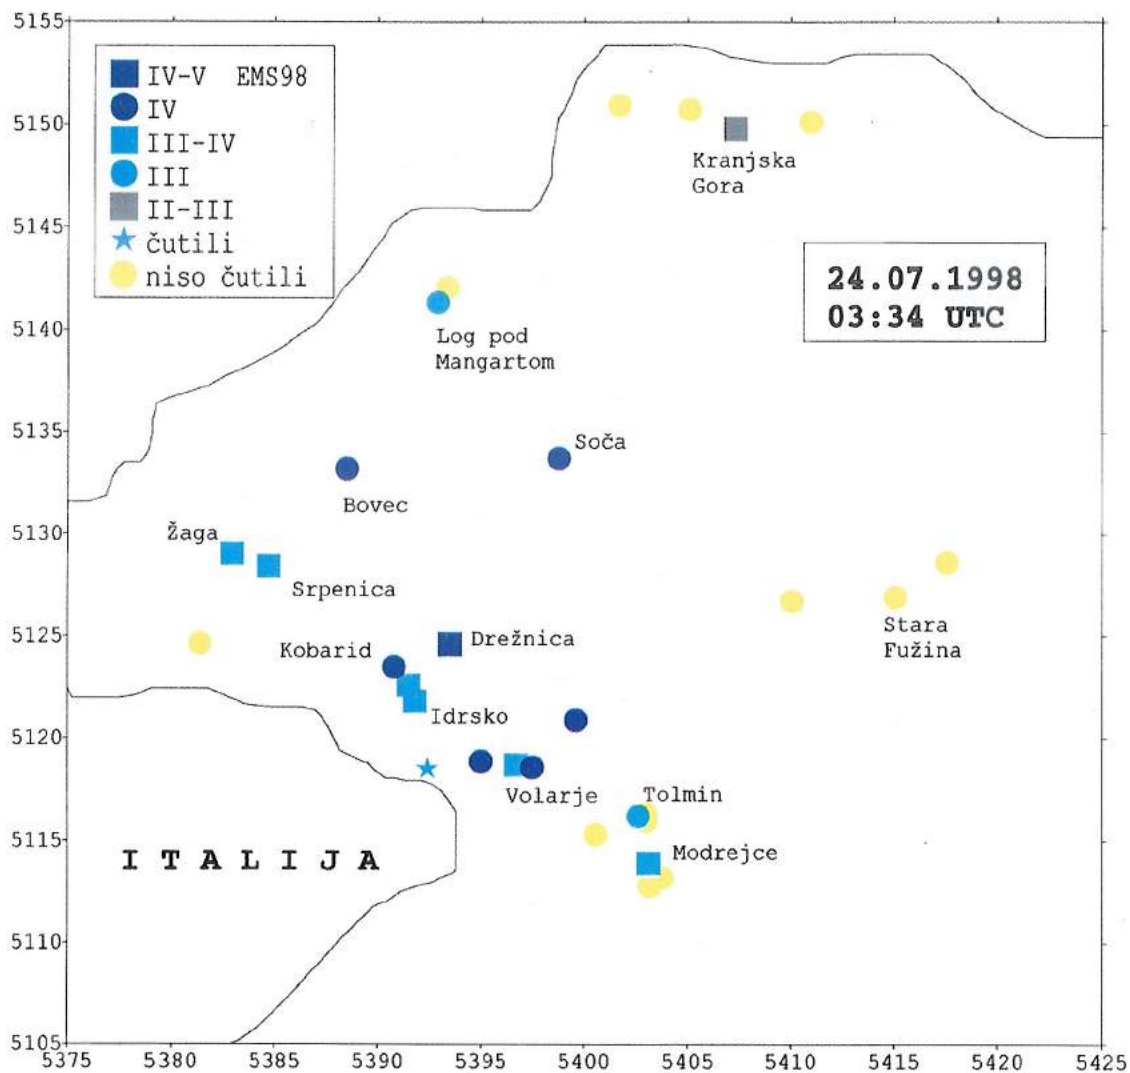 5155
5150
5145
5140
5135
5130
5125
5120
5115
5110
5105
IV-V EMS98
IV
III-IV
III
II-III
čutili
niso čutili
Kranjska
Gora
24.07.1998
03:34 UTC
Log pod
Mangartom
Soča
Bovec
Žaga
Srpenica
Stara
Fužina
Drežnica
Kobarid
Idrsko
Volarje
Tolmin
Modrejce
ITALIJA
5375 5380 5385 5390 5395 5400 5405 5410 5415 5420 5425